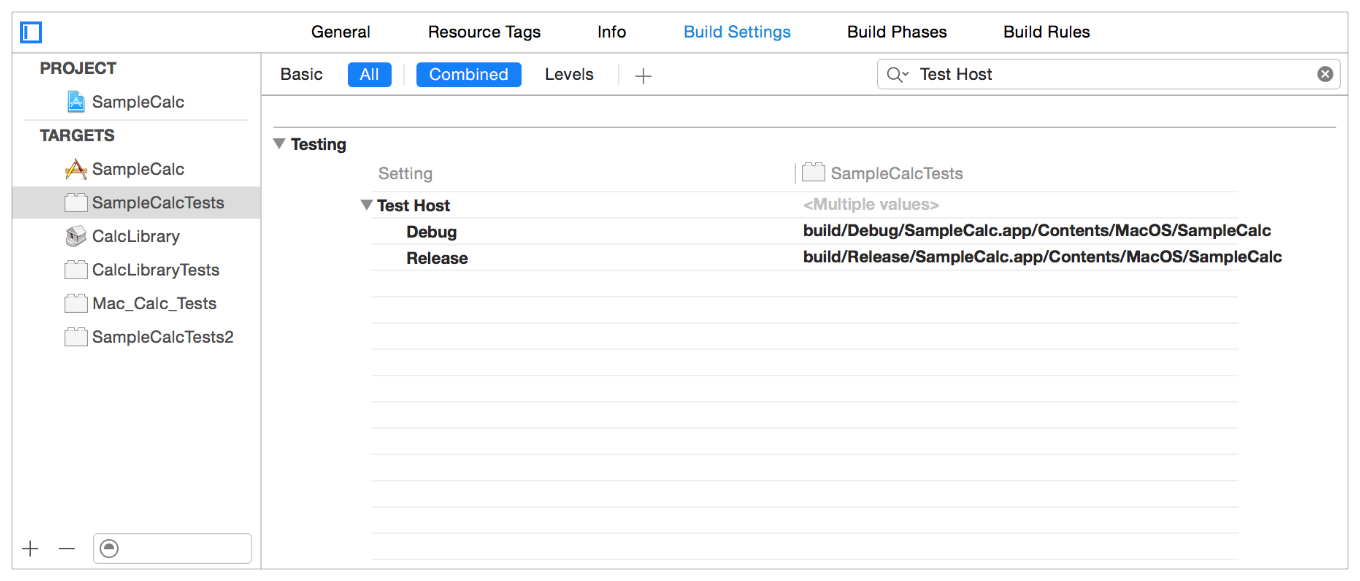 General Resource Tags Info Build Settings Build Phases Build Rules
PROJECT
SampleCalc
TARGETS
SampleCalc
SampleCalcTests
CalcLibrary
CalcLibraryTests
Mac_Calc_Tests
SampleCalcTests2
Basic All Combined Levels Test Host
Testing
Setting SampleCalcTests
Test Host <Multiple values>
Debug build/Debug/SampleCalc.app/Contents/MacOS/SampleCalc
Release build/Release/SampleCalc.app/Contents/MacOS/SampleCalc